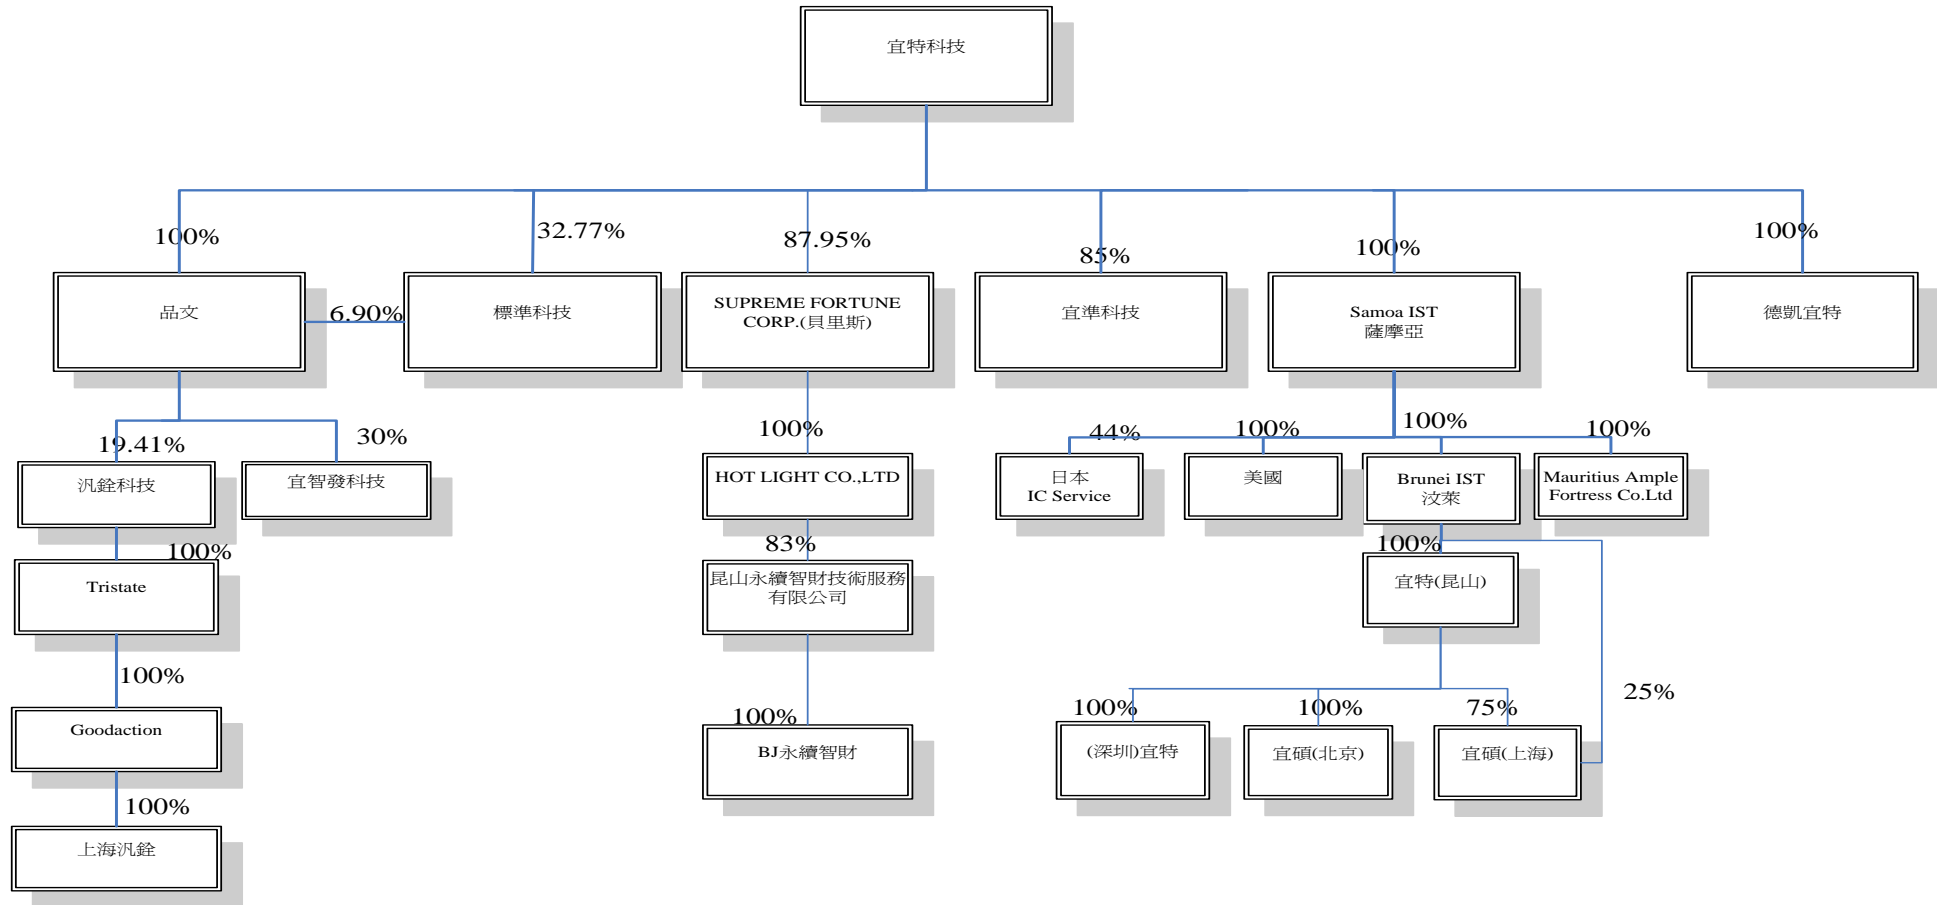 宜特科技
100%
32.77%
87.95%
85%
100%
100%
品文
6.90%
標準科技
SUPREME FORTUNE
CORP.(貝里斯)
宜準科技
Samoa IST
薩摩亞
德凱宜特
19.41%
30%
100%
44%
100%
100%
100%
汎銓科技
宜智發科技
HOT LIGHT CO.,LTD
日本
IC Service
美國
Brunei IST
汶萊
Mauritius Ample
Fortress Co.Ltd
100%
83%
100%
Tristate
昆山永續智財技術服務
有限公司
宜特(昆山)
100%
25%
100%
100%
100%
75%
Goodaction
BJ永續智財
(深圳)宜特
宜碩(北京)
宜碩(上海)
100%
上海汎銓